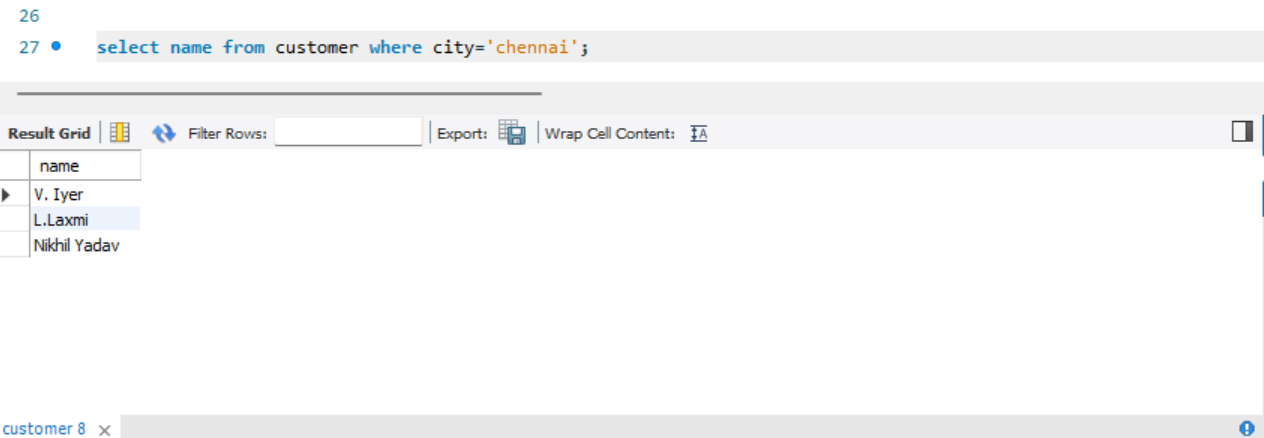 26
27 select name from customer where city='chennai';
Result Grid Filter Rows: Export: Wrap Cell Content: IA
name
V. Iyer
L.Laxmi
Nikhil Yadav
customer 8